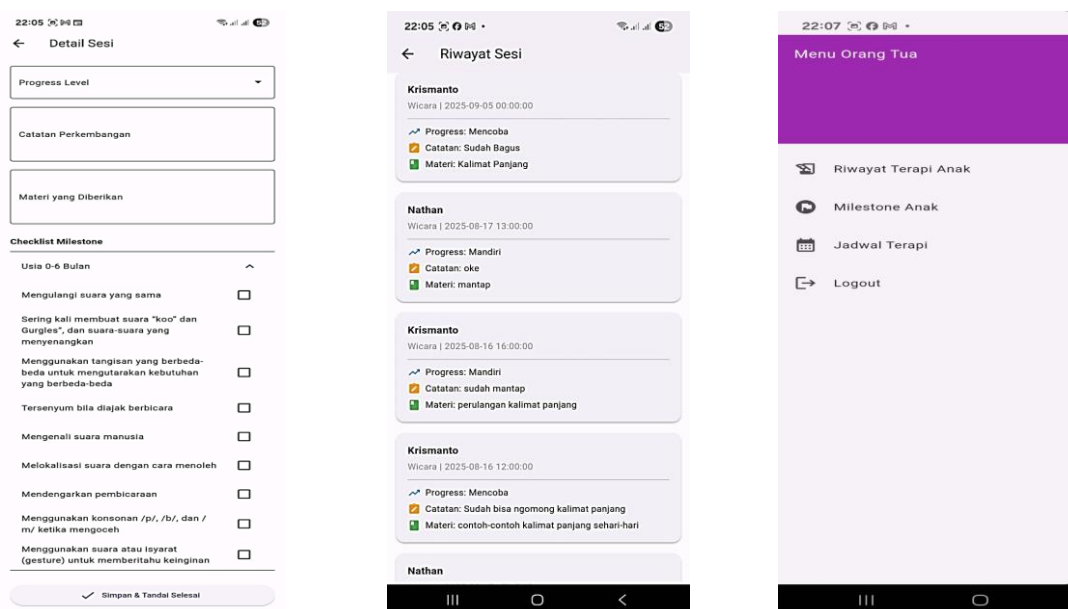 22:05
52
Detail Sesi
Progress Level
Catatan Perkembangan
Materi yang Diberikan
Checklist Milestone
Usia 0-6 Bulan
Mengulangi suara yang sama
Sering kali membuat suara "koo" dan
Gurgles", dan suara-suara yang
menyenangkan
Menggunakan tangisan yang berbeda-
beda untuk mengutarakan kebutuhan
yang berbeda-beda
Tersenyum bila diajak berbicara
Mengenali suara manusia
Melokalisasi suara dengan cara menoleh
Mendengarkan pembicaraan
Menggunakan konsonan /p/, /b/, dan /
m/ ketika mengoceh
Menggunakan suara atau isyarat
(gesture) untuk memberitahu keinginan
Simpan & Tandai Selesai
22:05
52
Riwayat Sesi
Krismanto
Wicara | 2025-09-05 00:00:00
Progress: Mencoba
Catatan: Sudah Bagus
Materi: Kalimat Panjang
Nathan
Wicara | 2025-08-17 13:00:00
Progress: Mandiri
Catatan: oke
Materi: mantap
Krismanto
Wicara | 2025-08-16 16:00:00
Progress: Mandiri
Catatan: sudah mantap
Materi: perulangan kalimat panjang
Krismanto
Wicara | 2025-08-16 12:00:00
Progress: Mencoba
Catatan: Sudah bisa ngomong kalimat panjang
Materi: contoh-contoh kalimat panjang sehari-hari
Nathan
22:07
Menu Orang Tua
Riwayat Terapi Anak
Milestone Anak
Jadwal Terapi
Logout